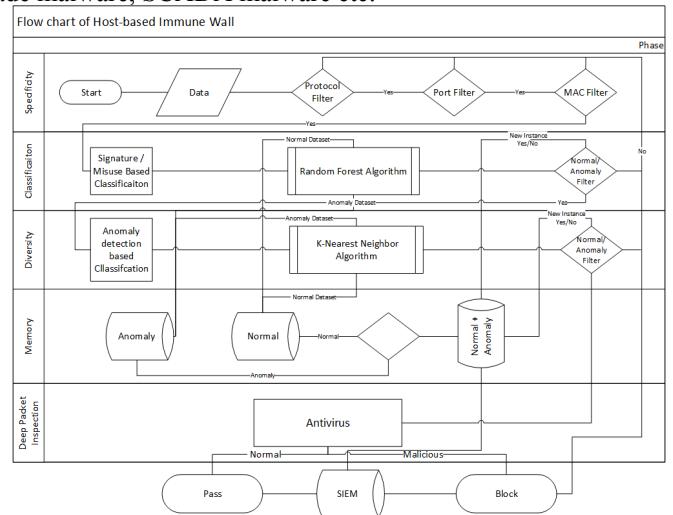 Flow chart of Host-based Immune Wall
Phase
Specificity
Start
Data
Protocol
Filter
Yes
Port Filter
Yes
MAC Filter
Yes
No
Classificaiton
Signature /
Misuse Based
Classificaiton
Normal Dataset
Random Forest Algorithm
New Instance
Yes/No
Normal/
Anomaly
Filter
Anomaly Dataset
Yes
Diversity
Anomaly
detection
based
Cllassifcation
Anomaly Dataset
K-Nearest Neighbor
Algorithm
New Instance
Yes/No
Normal/
Anomaly
Filter
Memory
Normal Dataset
Anomaly
Normal
Normal
Normal +
Anomaly
Anomaly
Deep Packet
Inspection
Antivirus
Normal
Malicious
Pass
SIEM
Block